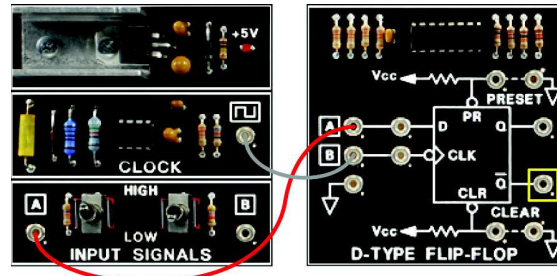 +5V
CLOCK
HIGH
A
B
LOW
INPUT SIGNALS
Vcc
PRESET
A
PR
D
Q
B
CLK
Q̅
CLR
Vcc
CLEAR
D-TYPE FLIP-FLOP